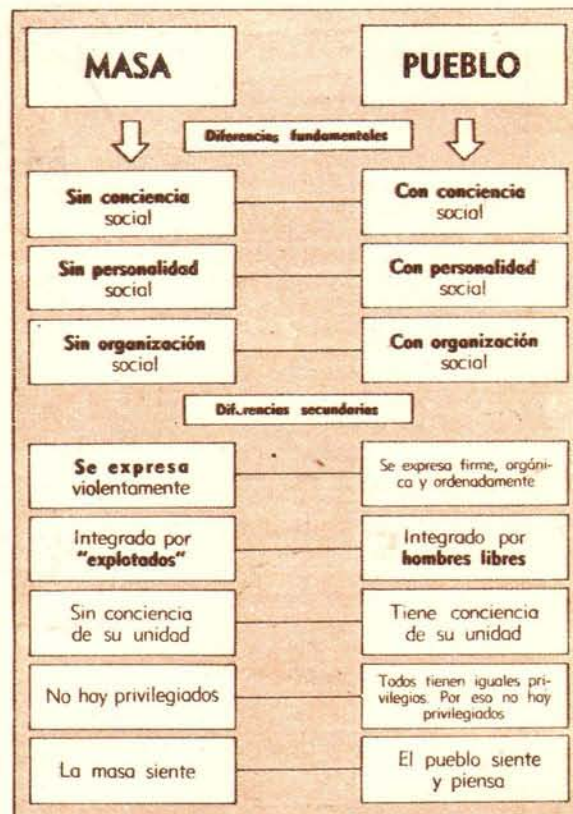 MASA
PUEBLO
Diferencias fundamentales
Sin conciencia
social
Con conciencia
social
Sin personalidad
social
Con personalidad
social
Sin organización
social
Con organización
social
Diferencias secundarias
Se expresa
violentamente
Se expresa firme, orgáni-
ca y ordenadamente
Integrada por
"explotados"
Integrado por
hombres libres
Sin conciencia
de su unidad
Tiene conciencia
de su unidad
No hay privilegiados
Todos tienen iguales pri-
vilegios. Por eso no hay
privilegiados
La masa siente
El pueblo siente
y piensa